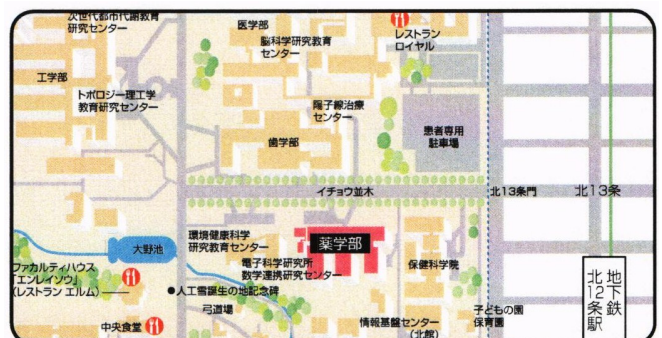 次世代都市代謝教育
研究センター
医学部
脳科学研究教育
センター
レストラン
ロイヤル
工学部
トポロジー理工学
教育研究センター
陽子線治療
センター
歯学部
患者専用
駐車場
イチョウ並木
北13条門
北13条
大野池
環境健康科学
研究教育センター
薬学部
電子科学研究所
数学連携研究センター
保健科学院
ファカルティハウス
「エンレイソウ」
(レストラン エルム)
●人工雪誕生の地記念碑
弓道場
中央食堂
情報基盤センター
(北館)
子どもの園
保育園
地下鉄
北12条駅